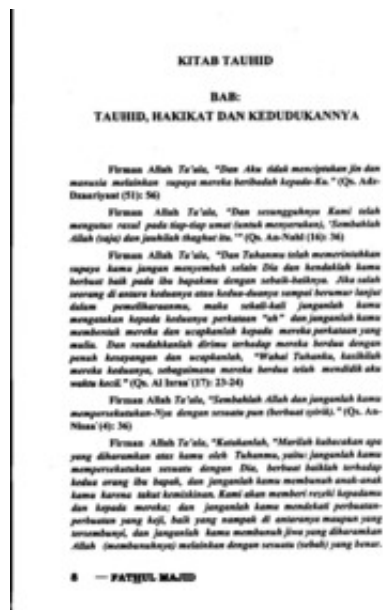 KITAB TAUHID
BAB:
TAUHID, HAKIKAT DAN KEDUDUKANNYA
Firman Allah Ta'ala, "Dan Aku tidak menciptakan jin dan
manusia melainkan supaya mereka beribadah kepada-Ku." (Qs. Adz-
Dzaariyaat (51): 56)
Firman Allah Ta'ala, "Dan sesungguhnya Kami telah
mengutus rasul pada tiap-tiap umat (untuk menyerukan), 'Sembahlah
Allah (saja) dan jauhilah thaghut itu.'" (Qs. An-Nahl (16): 36)
Firman Allah Ta'ala, "Dan Tuhanmu telah memerintahkan
supaya kamu jangan menyembah selain Dia dan hendaklah kamu
berbuat baik pada ibu bapakmu dengan sebaik-baiknya. Jika salah
seorang di antara keduanya atau kedua-duanya sampai berumur lanjut
dalam pemeliharaanmu, maka sekali-kali janganlah kamu
mengatakan kepada keduanya perkataan "ah" dan janganlah kamu
membentak mereka dan ucapkanlah kepada mereka perkataan yang
mulia. Dan rendahkanlah dirimu terhadap mereka berdua dengan
penuh kesayangan dan ucapkanlah, "Wahai Tuhanku, kasihilah
mereka keduanya, sebagaimana mereka berdua telah mendidik aku
waktu kecil." (Qs. Al Israa' (17): 23-24)
Firman Allah Ta'ala, "Sembahlah Allah dan janganlah kamu
mempersekutukan-Nya dengan sesuatu pun (berbuat syirik)." (Qs. An-
Nisaa' (4): 36)
Firman Allah Ta'ala, "Katakanlah, "Marilah kubacakan apa
yang diharamkan atas kamu oleh Tuhanmu, yaitu: janganlah kamu
mempersekutukan sesuatu dengan Dia, berbuat baiklah terhadap
kedua orang ibu bapak, dan janganlah kamu membunuh anak-anak
kamu karena takut kemiskinan. Kami akan memberi rezeki kepadamu
dan kepada mereka; dan janganlah kamu mendekati perbuatan-
perbuatan yang keji, baik yang nampak di antaranya maupun yang
tersembunyi, dan janganlah kamu membunuh jiwa yang diharamkan
Allah (membunuhnya) melainkan dengan sesuatu (sebab) yang benar.
8 — FATHUL MAJID